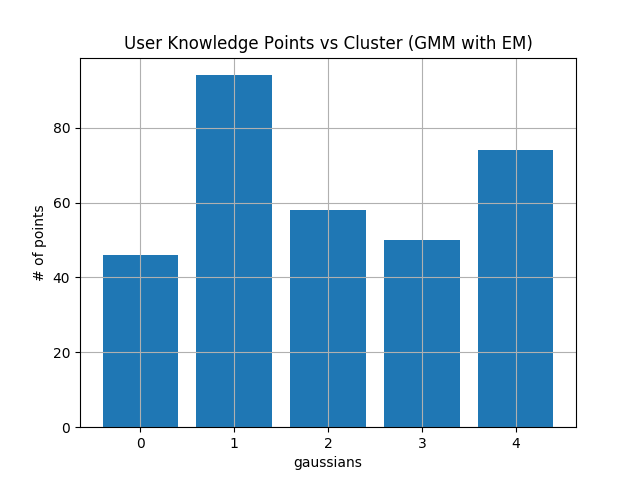 User Knowledge Points vs Cluster (GMM with EM)
# of points
80
60
40
20
0
0 1 2 3 4
gaussians